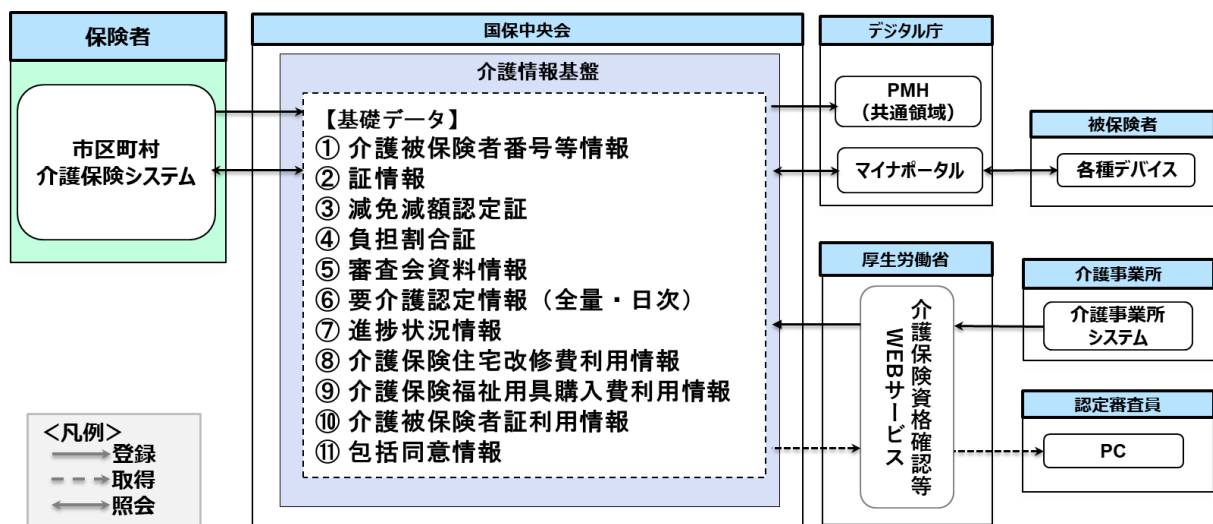 保険者
市区町村
介護保険システム
国保中央会
介護情報基盤
【基礎データ】
① 介護被保険者番号等情報
② 証情報
③ 減免減額認定証
④ 負担割合証
⑤ 審査会資料情報
⑥ 要介護認定情報（全量・日次）
⑦ 進捗状況情報
⑧ 介護保険住宅改修費利用情報
⑨ 介護保険福祉用具購入費利用情報
⑩ 介護被保険者証利用情報
⑪ 包括同意情報
デジタル庁
PMH
（共通領域）
マイナポータル
被保険者
各種デバイス
厚生労働省
介護保険資格確認等
WEBサービス
介護事業所
介護事業所
システム
認定審査員
PC
＜凡例＞
登録
取得
照会